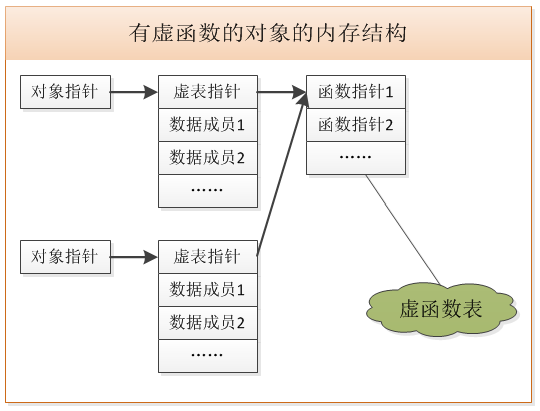 有虚函数的对象的内存结构
对象指针
虚表指针
函数指针1
数据成员1
函数指针2
数据成员2
……
……
对象指针
虚表指针
数据成员1
数据成员2
……
虚函数表